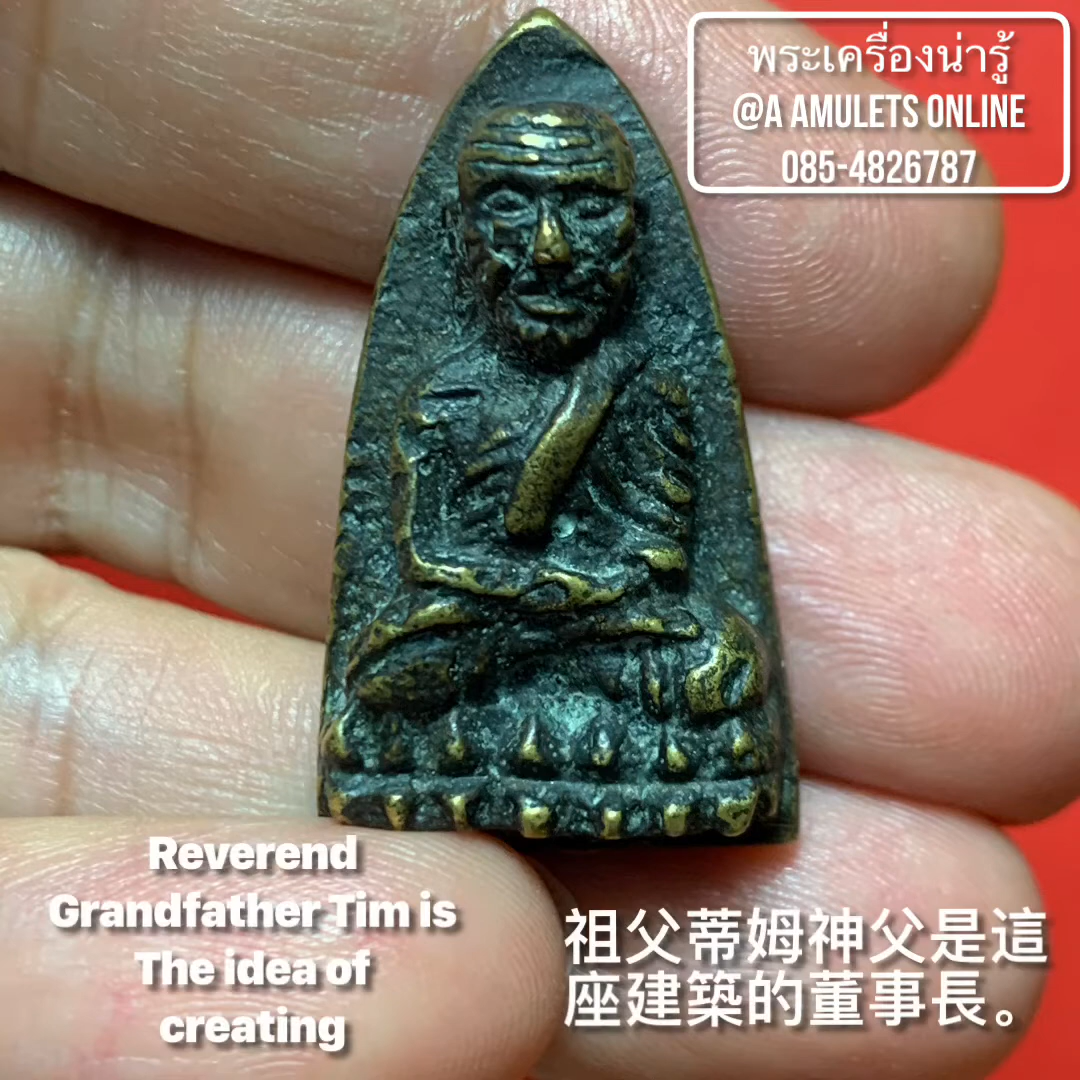 พระเครื่องน่ารู้
@A AMULETS ONLINE
085-4826787
Reverend
Grandfather Tim is
The idea of
creating
祖父蒂姆神父是這
座建築的董事長。